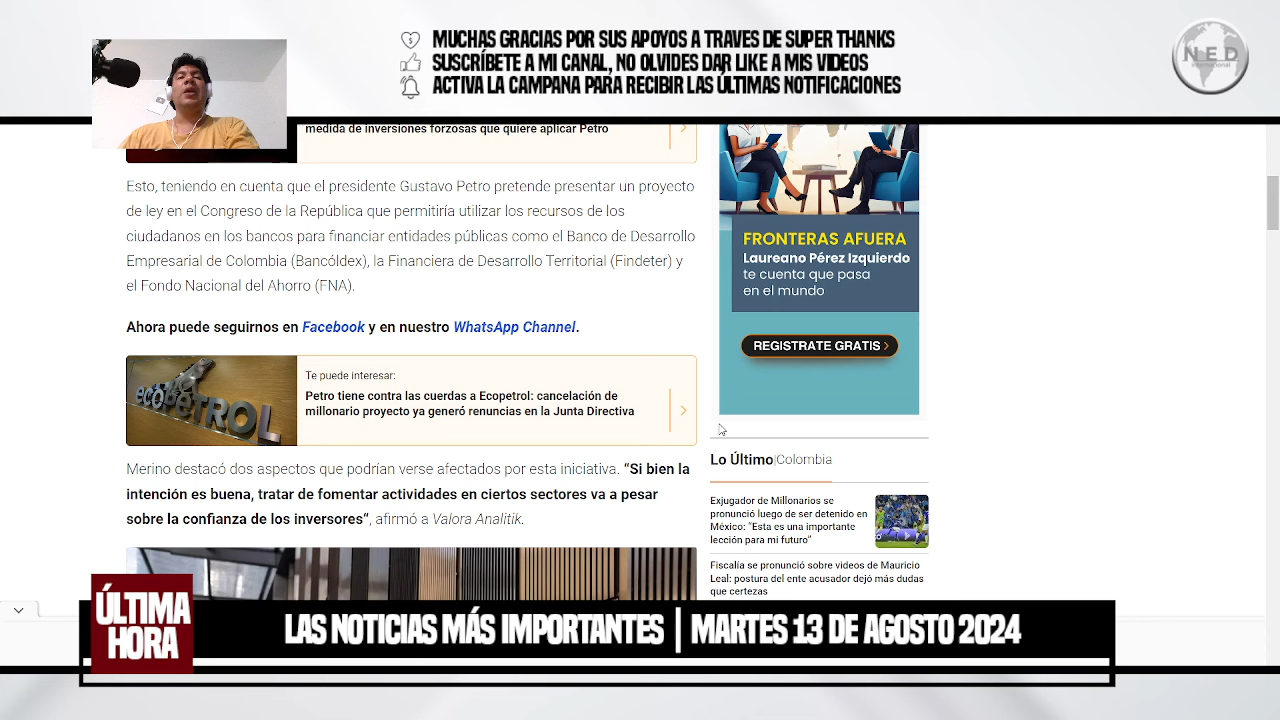 MUCHAS GRACIAS POR SUS APOYOS A TRAVES DE SUPER THANKS
SUSCRÍBETE A MI CANAL, NO OLVIDES DAR LIKE A MIS VIDEOS
ACTIVA LA CAMPANA PARA RECIBIR LAS ÚLTIMAS NOTIFICACIONES
N.E.D
international
medida de inversiones forzosas que quiere aplicar Petro
Esto, teniendo en cuenta que el presidente Gustavo Petro pretende presentar un proyecto
de ley en el Congreso de la República que permitiría utilizar los recursos de los
ciudadanos en los bancos para financiar entidades públicas como el Banco de Desarrollo
Empresarial de Colombia (Bancóldex), la Financiera de Desarrollo Territorial (Findeter) y
el Fondo Nacional del Ahorro (FNA).
Ahora puede seguirnos en Facebook y en nuestro WhatsApp Channel.
ecopetrol
Te puede interesar:
Petro tiene contra las cuerdas a Ecopetrol: cancelación de
millonario proyecto ya generó renuncias en la Junta Directiva
Merino destacó dos aspectos que podrían verse afectados por esta iniciativa. “Si bien la
intención es buena, tratar de fomentar actividades en ciertos sectores va a pesar
sobre la confianza de los inversores“, afirmó a Valora Analitik.
FRONTERAS AFUERA
Laureano Pérez Izquierdo
te cuenta que pasa
en el mundo
REGISTRATE GRATIS
Lo Último|Colombia
Exjugador de Millonarios se
pronunció luego de ser detenido en
México: “Esta es una importante
lección para mi futuro”
Fiscalía se pronunció sobre videos de Mauricio
Leal: postura del ente acusador dejó más dudas
que certezas
ÚLTIMA
HORA
LAS NOTICIAS MÁS IMPORTANTES | MARTES 13 DE AGOSTO 2024